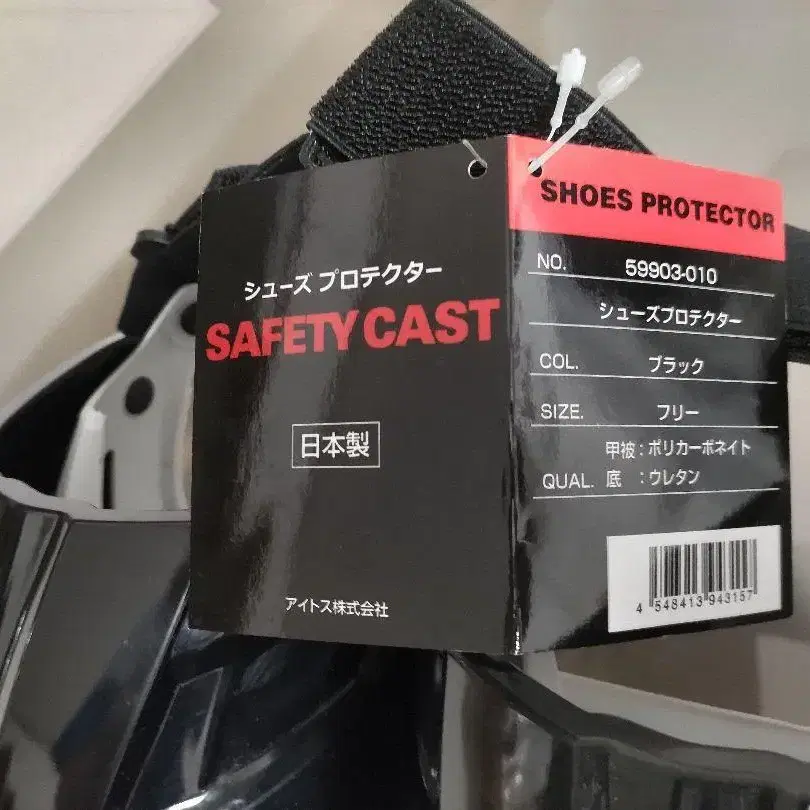 シューズ プロテクター
SAFETY CAST
日本製
アイトス株式会社
SHOES PROTECTOR
NO. 59903-010
シューズプロテクター
COL. ブラック
SIZE. フリー
甲被:ポリカーボネイト
QUAL. 底 :ウレタン
4 548413 943157